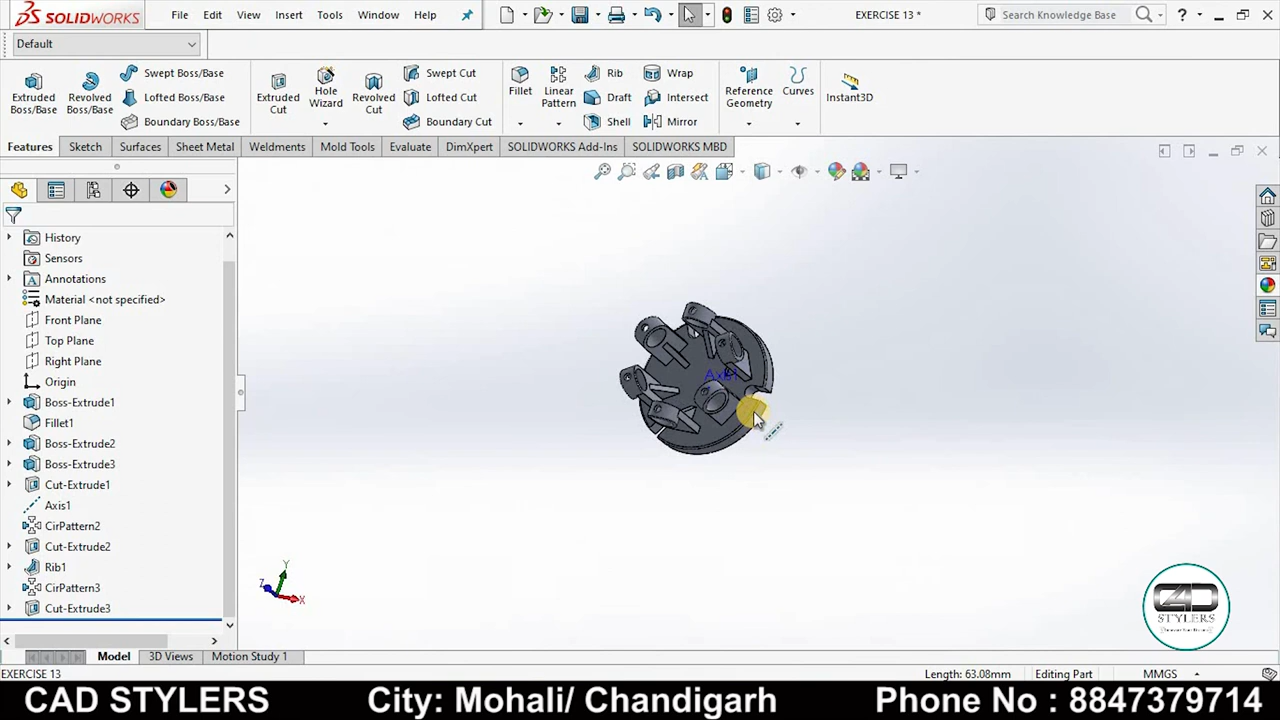 SOLIDWORKS
File Edit View Insert Tools Window Help
EXERCISE 13 *
Search Knowledge Base
Default
Extruded Boss/Base
Revolved Boss/Base
Swept Boss/Base
Lofted Boss/Base
Boundary Boss/Base
Extruded Cut
Hole Wizard
Revolved Cut
Swept Cut
Lofted Cut
Boundary Cut
Fillet
Linear Pattern
Rib
Draft
Shell
Wrap
Intersect
Mirror
Reference Geometry
Curves
Instant3D
Features Sketch Surfaces Sheet Metal Weldments Mold Tools Evaluate DimXpert SOLIDWORKS Add-Ins SOLIDWORKS MBD
History
Sensors
Annotations
Material <not specified>
Front Plane
Top Plane
Right Plane
Origin
Boss-Extrude1
Fillet1
Boss-Extrude2
Boss-Extrude3
Cut-Extrude1
Axis1
CirPattern2
Cut-Extrude2
Rib1
CirPattern3
Cut-Extrude3
Axis1
Y
Z
X
STYLERS
Model 3D Views Motion Study 1
EXERCISE 13
Length: 63.08mm Editing Part MMGS
CAD STYLERS City: Mohali/ Chandigarh Phone No : 8847379714